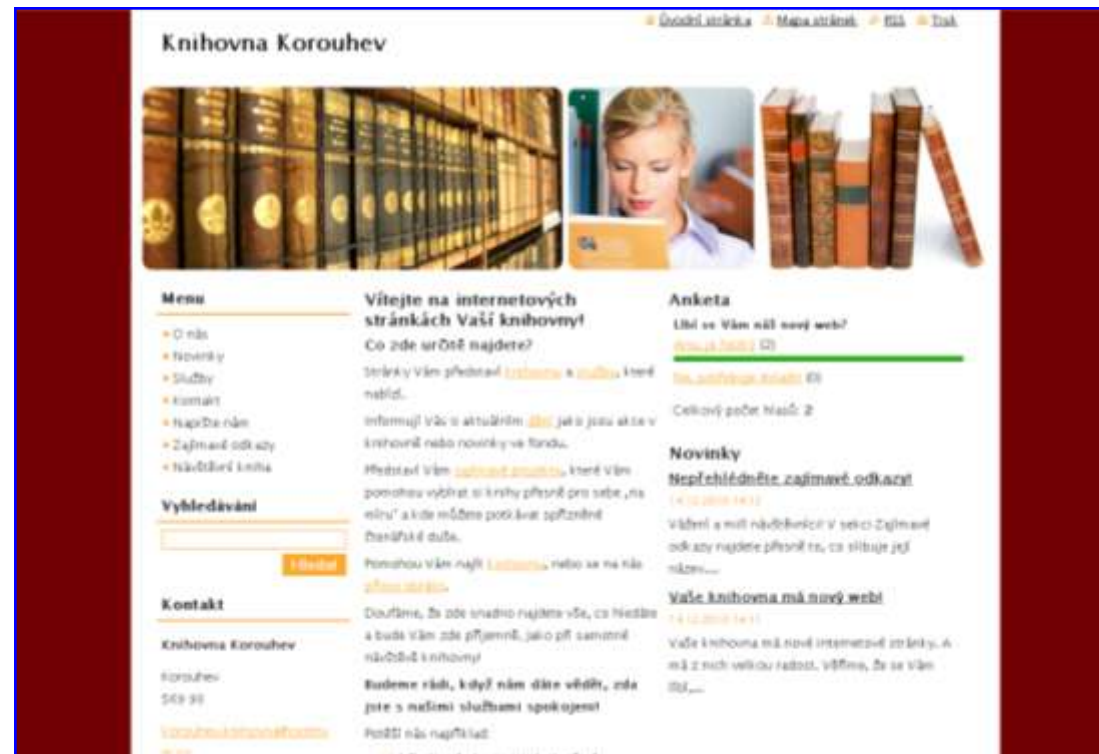 Úvodní stránka Mapa stránek RSS Tisk
Knihovna Korouhev
Menu
O nás
Novinky
Služby
Kontakt
Napište nám
Zajímavé odkazy
Návštěvní kniha
Vyhledávání
Hledat
Kontakt
Knihovna Korouhev
Korouhev
569 93
Vítejte na internetových
stránkách Vaší knihovny!
Co zde určitě najdete?
Stránky Vám představí knihovnu a služby, které
nabízí.
Informují Vás o aktuálním dění jako jsou akce v
knihovně nebo novinky ve fondu.
Představí Vám zajímavé projekty, které Vám
pomohou vybírat si knihy přesně pro sebe „na
míru" a kde můžete potkávat spřízněné
čtenářské duše.
Pomohou Vám najít knihovnu, nebo se na nás
přímo
Doufáme, že zde snadno najdete vše, co hledáte
a bude Vám zde příjemně, jako při samotné
návštěvě knihovny!
Budeme rádi, když nám dáte vědět, zda
jste s našimi službami spokojeni!
Potěší nás například:
Anketa
Líbí se Vám náš nový web?
Ano, je (2)
(0)
Celkový počet hlasů: 2
Novinky
Nepřehlédněte zajímavé odkazy!
Vážení a milí návštěvníci! V sekci Zajímavé
odkazy najdete přesně to, co slibuje její
název....
Vaše knihovna má nový web!
Vaše knihovna má nové internetové stránky. A
má z nich velkou radost. Věříme, že se Vám
líbí,...